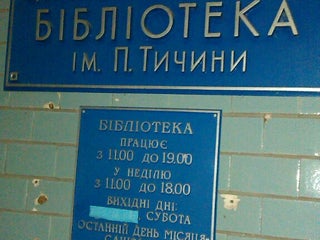 БІБЛІОТЕКА
ІМ. П. ТИЧИНИ
БІБЛІОТЕКА
ПРАЦЮЄ
З 11.00 ДО 19.00
У НЕДІЛЮ
З 11.00 ДО 18.00
ВИХІДНІ ДНІ:
СУБОТА
ОСТАННІЙ ДЕНЬ МІСЯЦЯ